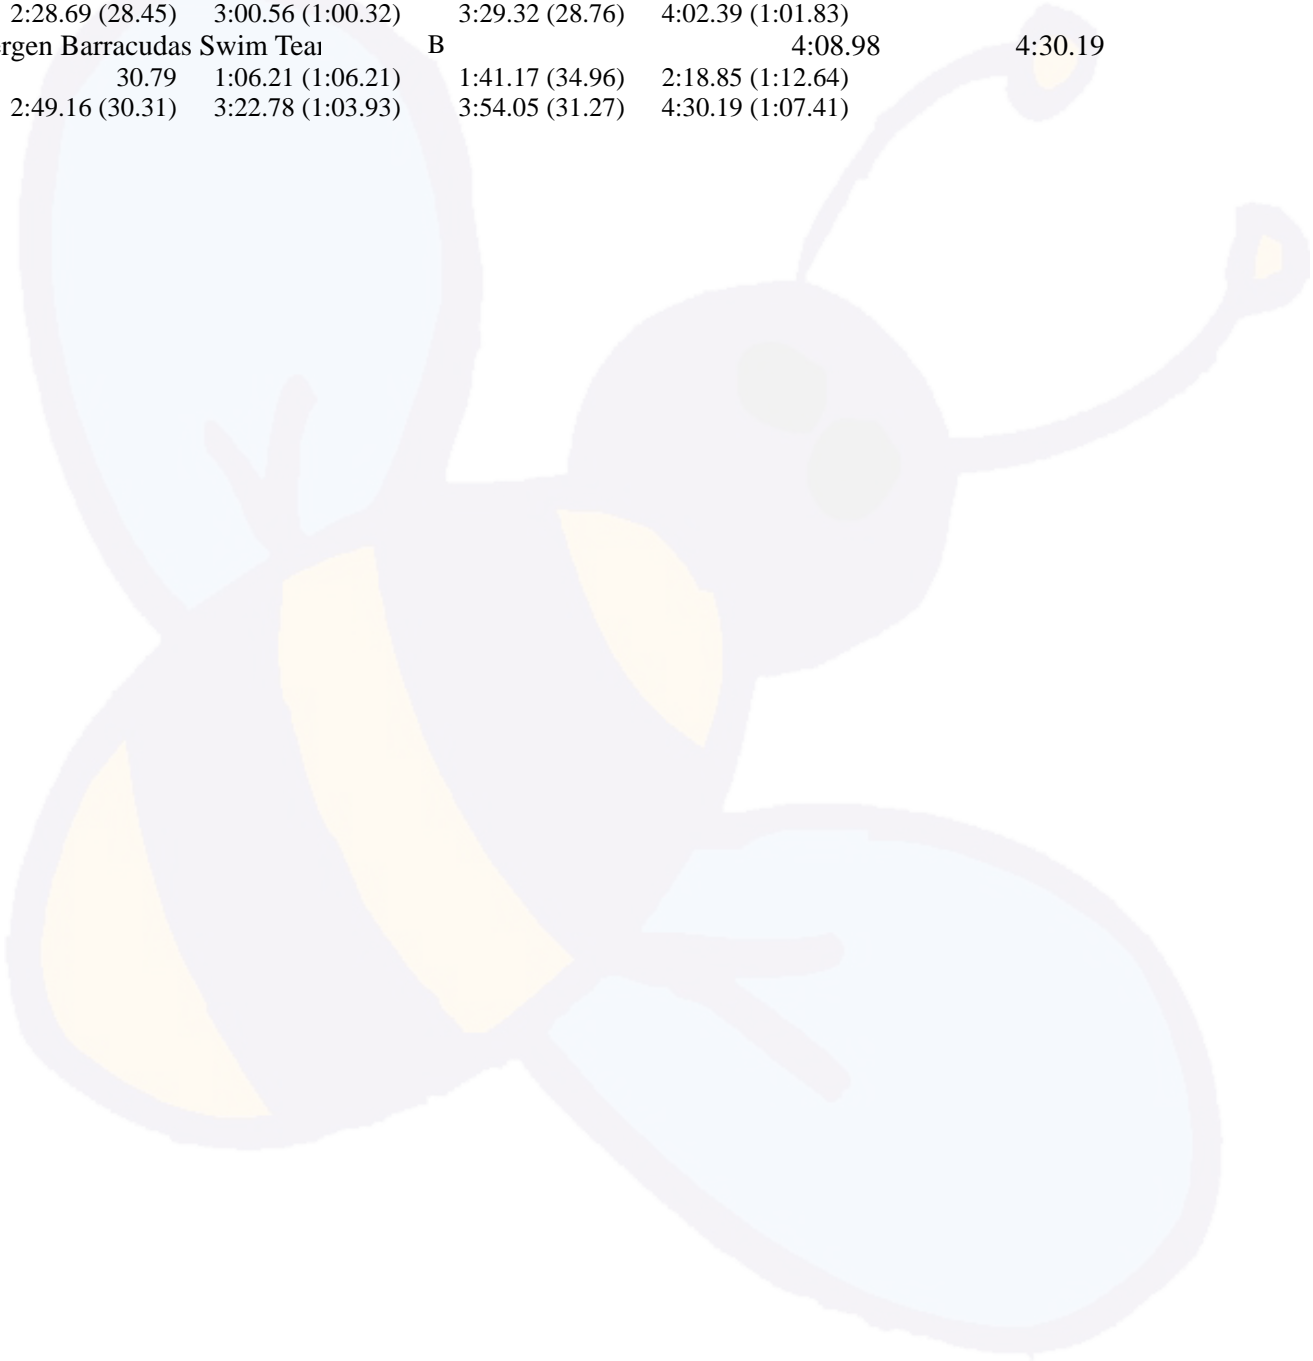 2:28.69 (28.45) 3:00.56 (1:00.32) 3:29.32 (28.76) 4:02.39 (1:01.83)
ergen Barracudas Swim Tear B 4:08.98 4:30.19
30.79 1:06.21 (1:06.21) 1:41.17 (34.96) 2:18.85 (1:12.64)
2:49.16 (30.31) 3:22.78 (1:03.93) 3:54.05 (31.27) 4:30.19 (1:07.41)